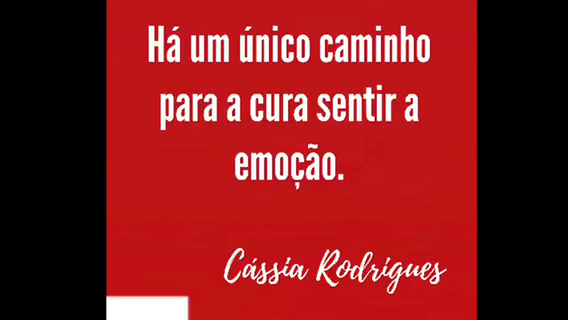 Há um único caminho
para a cura sentir a
emoção.
Cássia Rodrigues